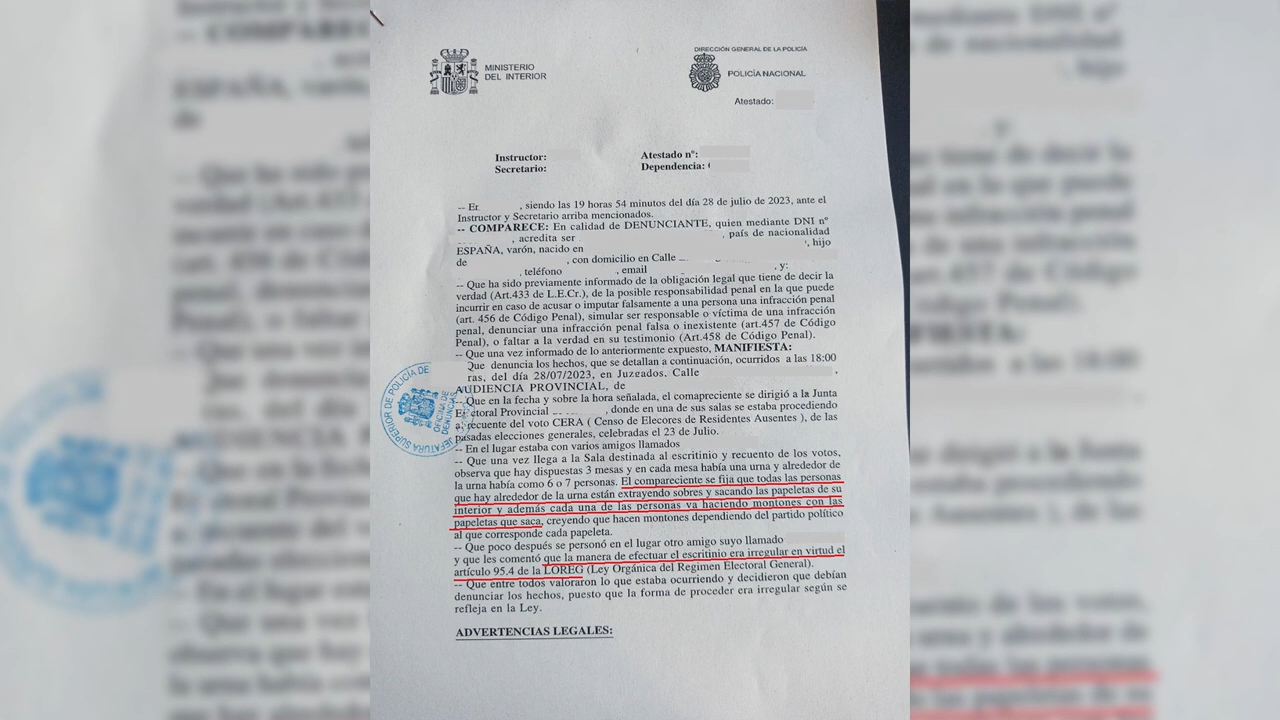 MINISTERIO
DEL INTERIOR
DIRECCIÓN GENERAL DE LA POLICÍA
POLICÍA NACIONAL
Atestado:
Instructor:
Secretario:
Atestado nº:
Dependencia:
-- En , siendo las 19 horas 54 minutos del día 28 de julio de 2023, ante el
Instructor y Secretario arriba mencionados.
-- COMPARECE: En calidad de DENUNCIANTE, quien mediante DNI nº
, acredita ser , país de nacionalidad
ESPAÑA, varón, nacido en , hijo
de , con domicilio en Calle
, teléfono , email , y:
-- Que ha sido previamente informado de la obligación legal que tiene de decir la
verdad (Art.433 de L.E.Cr.), de la posible responsabilidad penal en la que puede
incurrir en caso de acusar o imputar falsamente a una persona una infracción penal
(art. 456 de Código Penal), simular ser responsable o víctima de una infracción
penal, denunciar una infracción penal falsa o inexistente (art.457 de Código
Penal), o faltar a la verdad en su testimonio (Art.458 de Código Penal).
-- Que una vez informado de lo anteriormente expuesto, MANIFIESTA:
Que denuncia los hechos, que se detallan a continuación, ocurridos a las 18:00
ras, del día 28/07/2023, en Juzgados, Calle
AUDIENCIA PROVINCIAL, de
-- Que en la fecha y sobre la hora señalada, el comapreciente se dirigió a la Junta
Electoral Provincial , donde en una de sus salas se estaba procediendo
a recuente del voto CERA ( Censo de Elecores de Residentes Ausentes ), de las
pasadas elecciones generales, celebradas el 23 de Julio.
-- En el lugar estaba con varios amigos llamados
-- Que una vez llega a la Sala destinada al escritinio y recuento de los votos,
observa que hay dispuestas 3 mesas y en cada mesa había una urna y alrededor de
la urna había como 6 o 7 personas. El compareciente se fija que todas las personas
que hay alrededor de la urna están extrayendo sobres y sacando las papeletas de su
interior y además cada una de las personas va haciendo montones con las
papeletas que saca, creyendo que hacen montones dependiendo del partido político
al que corresponde cada papeleta.
-- Que poco después se personó en el lugar otro amigo suyo llamado
y que les comentó que la manera de efectuar el escritinio era irregular en virtud el
artículo 95.4 de la LOREG (Ley Orgánica del Regimen Electoral General).
-- Que entre todos valoraron lo que estaba ocurriendo y decidieron que debían
denunciar los hechos, puesto que la forma de proceder era irregular según se
refleja en la Ley.
ADVERTENCIAS LEGALES:
JEFATURA SUPERIOR DE POLICÍA DE
OFICINA DE
DENUNCIAS